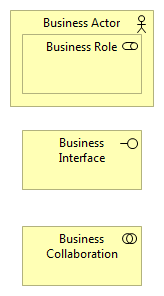 Business Actor
Business Role
Business
Interface
Business
Collaboration